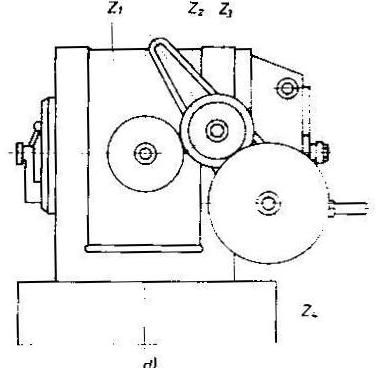 Z₁ Z₂ Z₃
Z₄
d)